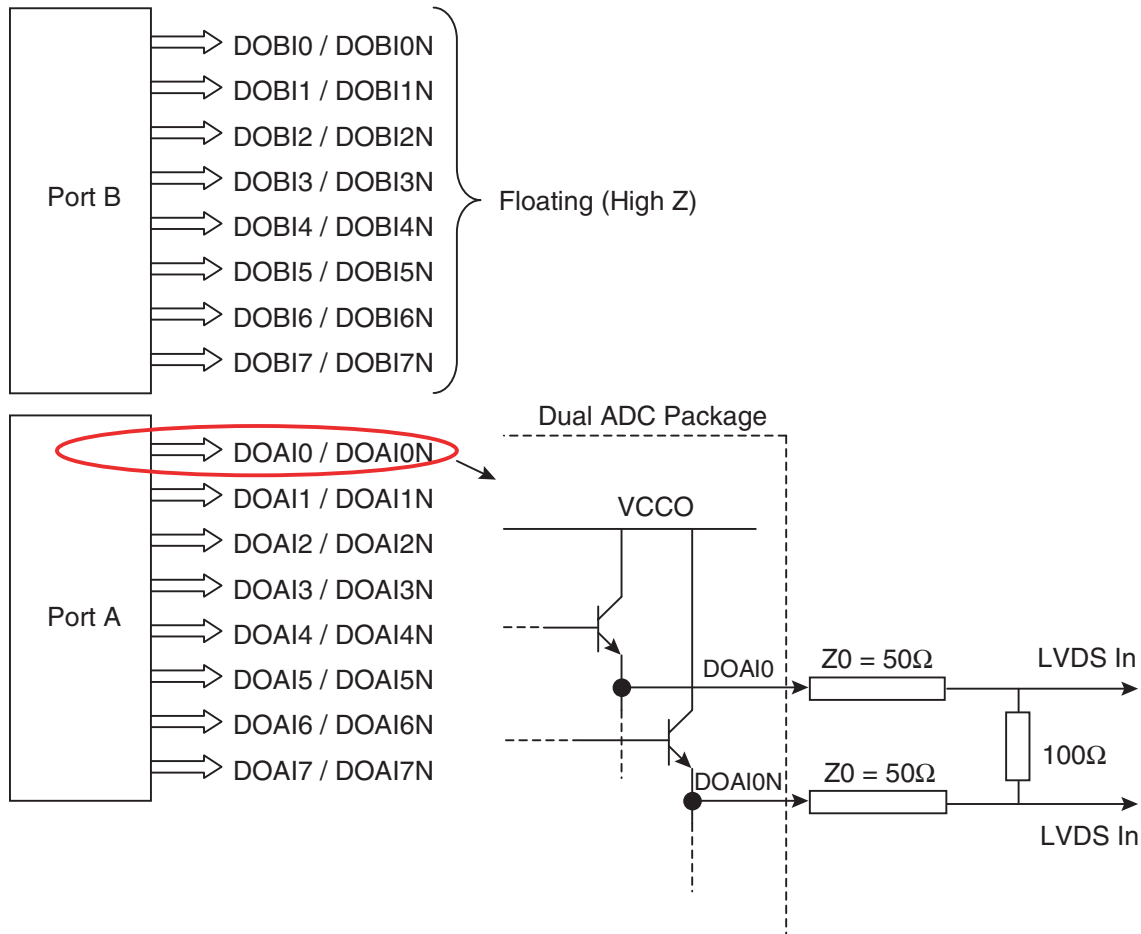 Port B
DOBI0 / DOBI0N
DOBI1 / DOBI1N
DOBI2 / DOBI2N
DOBI3 / DOBI3N
DOBI4 / DOBI4N
DOBI5 / DOBI5N
DOBI6 / DOBI6N
DOBI7 / DOBI7N
Floating (High Z)
Port A
DOAI0 / DOAI0N
DOAI1 / DOAI1N
DOAI2 / DOAI2N
DOAI3 / DOAI3N
DOAI4 / DOAI4N
DOAI5 / DOAI5N
DOAI6 / DOAI6N
DOAI7 / DOAI7N
Dual ADC Package
VCCO
DOAI0
Z0 = 50Ω
LVDS In
100Ω
DOAI0N
Z0 = 50Ω
LVDS In